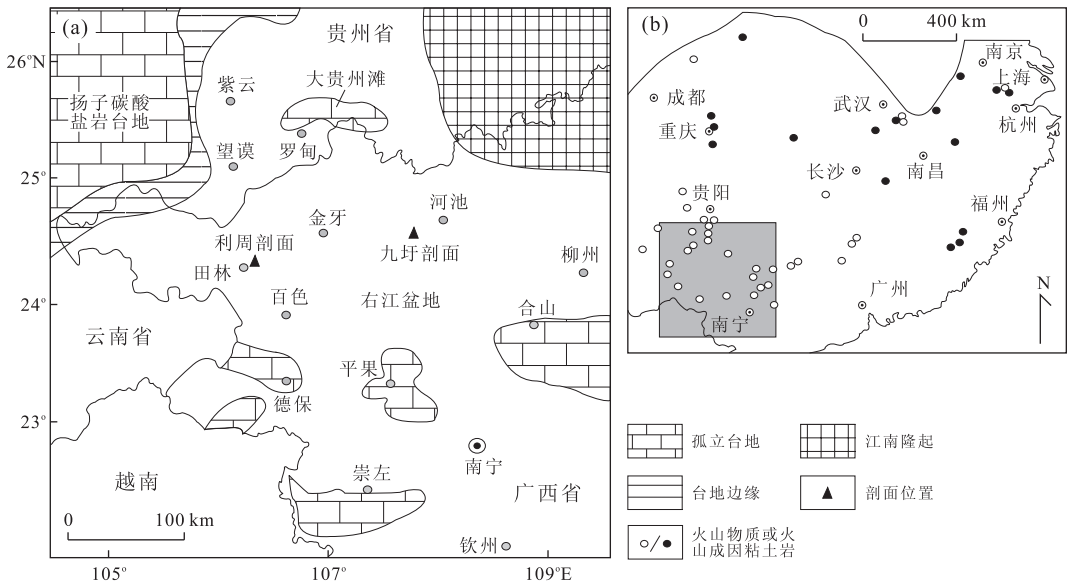 (a)
贵州省
26°N
紫云
大贵州滩
扬子碳酸
盐岩台地
望谟
罗甸
25°
河池
金牙
利周剖面
九圩剖面
柳州
田林
百色
右江盆地
合山
24°
云南省
平果
德保
23°
南宁
越南
崇左
广西省
0 100 km
钦州
105°
107°
109°E
(b)
0 400 km
南京
上海
成都
武汉
杭州
重庆
长沙
南昌
贵阳
福州
广州
N
南宁
孤立台地
江南隆起
台地边缘
剖面位置
火山物质或火
山成因粘土岩